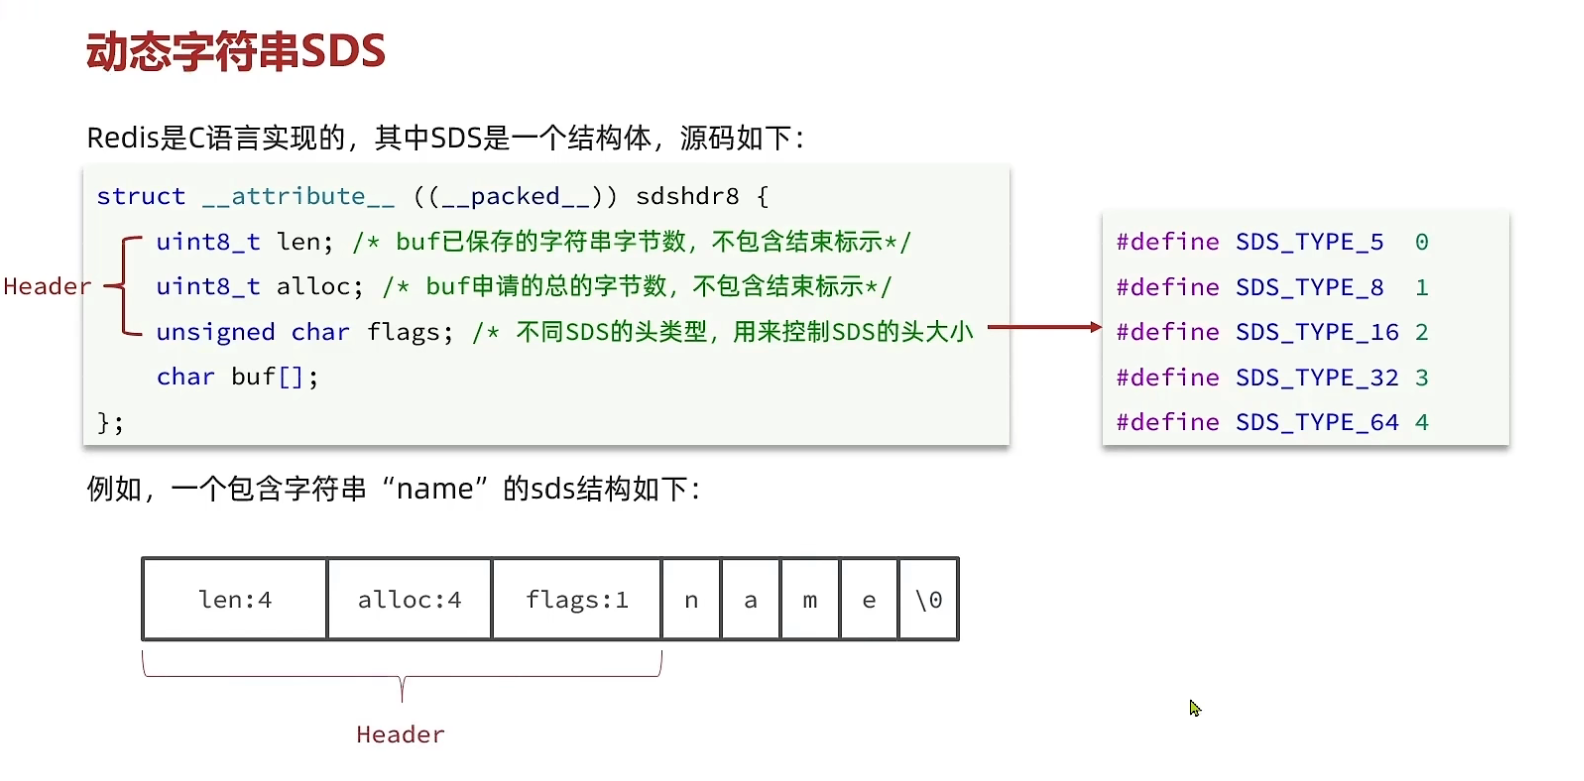 动态字符串SDS
Redis是C语言实现的，其中SDS是一个结构体，源码如下：
struct __attribute__ ((__packed__)) sdshdr8 {
uint8_t len; /* buf已保存的字符串字节数，不包含结束标示*/
uint8_t alloc; /* buf申请的总的字节数，不包含结束标示*/
unsigned char flags; /* 不同SDS的头类型，用来控制SDS的头大小
char buf[];
};
Header
#define SDS_TYPE_5 0
#define SDS_TYPE_8 1
#define SDS_TYPE_16 2
#define SDS_TYPE_32 3
#define SDS_TYPE_64 4
例如，一个包含字符串“name”的sds结构如下：
len:4 alloc:4 flags:1 n a m e \0
Header